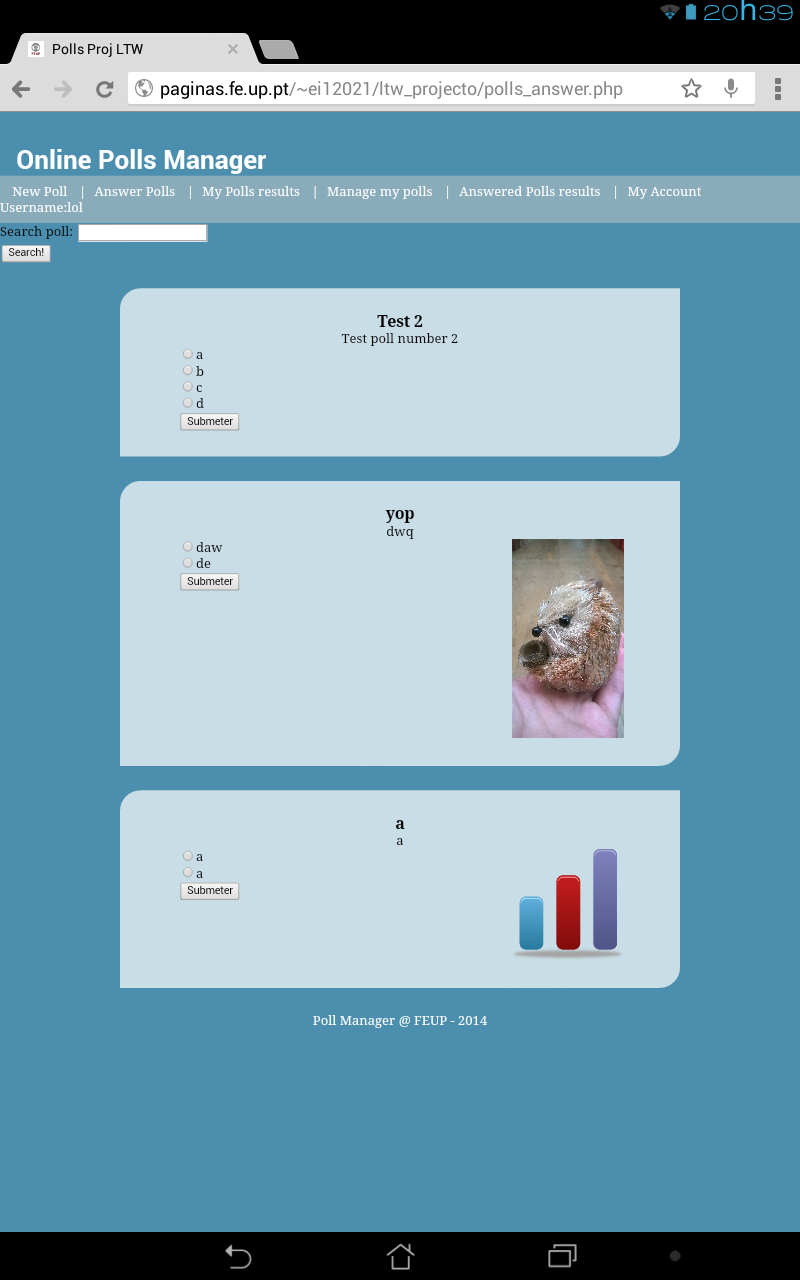 20h39
Polls Proj LTW
paginas.fe.up.pt/~ei12021/ltw_projecto/polls_answer.php
Online Polls Manager
New Poll | Answer Polls | My Polls results | Manage my polls | Answered Polls results | My Account
Username:lol
Search poll:
Search!
Test 2
Test poll number 2
a
b
c
d
Submeter
yop
dwq
daw
de
Submeter
a
a
a
a
Submeter
Poll Manager @ FEUP - 2014